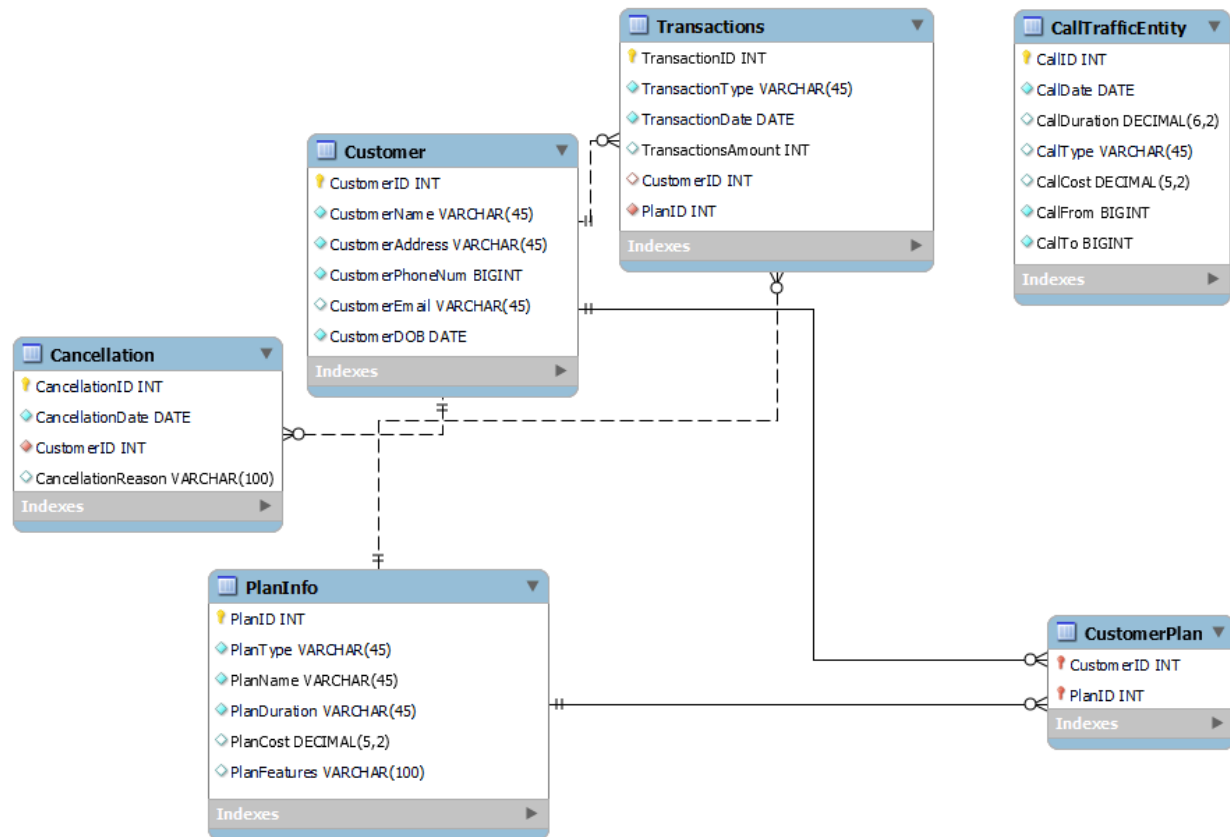 Transactions
TransactionID INT
TransactionType VARCHAR(45)
TransactionDate DATE
TransactionsAmount INT
CustomerID INT
PlanID INT
Indexes
CallTrafficEntity
CallID INT
CallDate DATE
CallDuration DECIMAL(6,2)
CallType VARCHAR(45)
CallCost DECIMAL(5,2)
CallFrom BIGINT
CallTo BIGINT
Indexes
Customer
CustomerID INT
CustomerName VARCHAR(45)
CustomerAddress VARCHAR(45)
CustomerPhoneNum BIGINT
CustomerEmail VARCHAR(45)
CustomerDOB DATE
Indexes
Cancellation
CancellationID INT
CancellationDate DATE
CustomerID INT
CancellationReason VARCHAR(100)
Indexes
PlanInfo
PlanID INT
PlanType VARCHAR(45)
PlanName VARCHAR(45)
PlanDuration VARCHAR(45)
PlanCost DECIMAL(5,2)
PlanFeatures VARCHAR(100)
Indexes
CustomerPlan
CustomerID INT
PlanID INT
Indexes